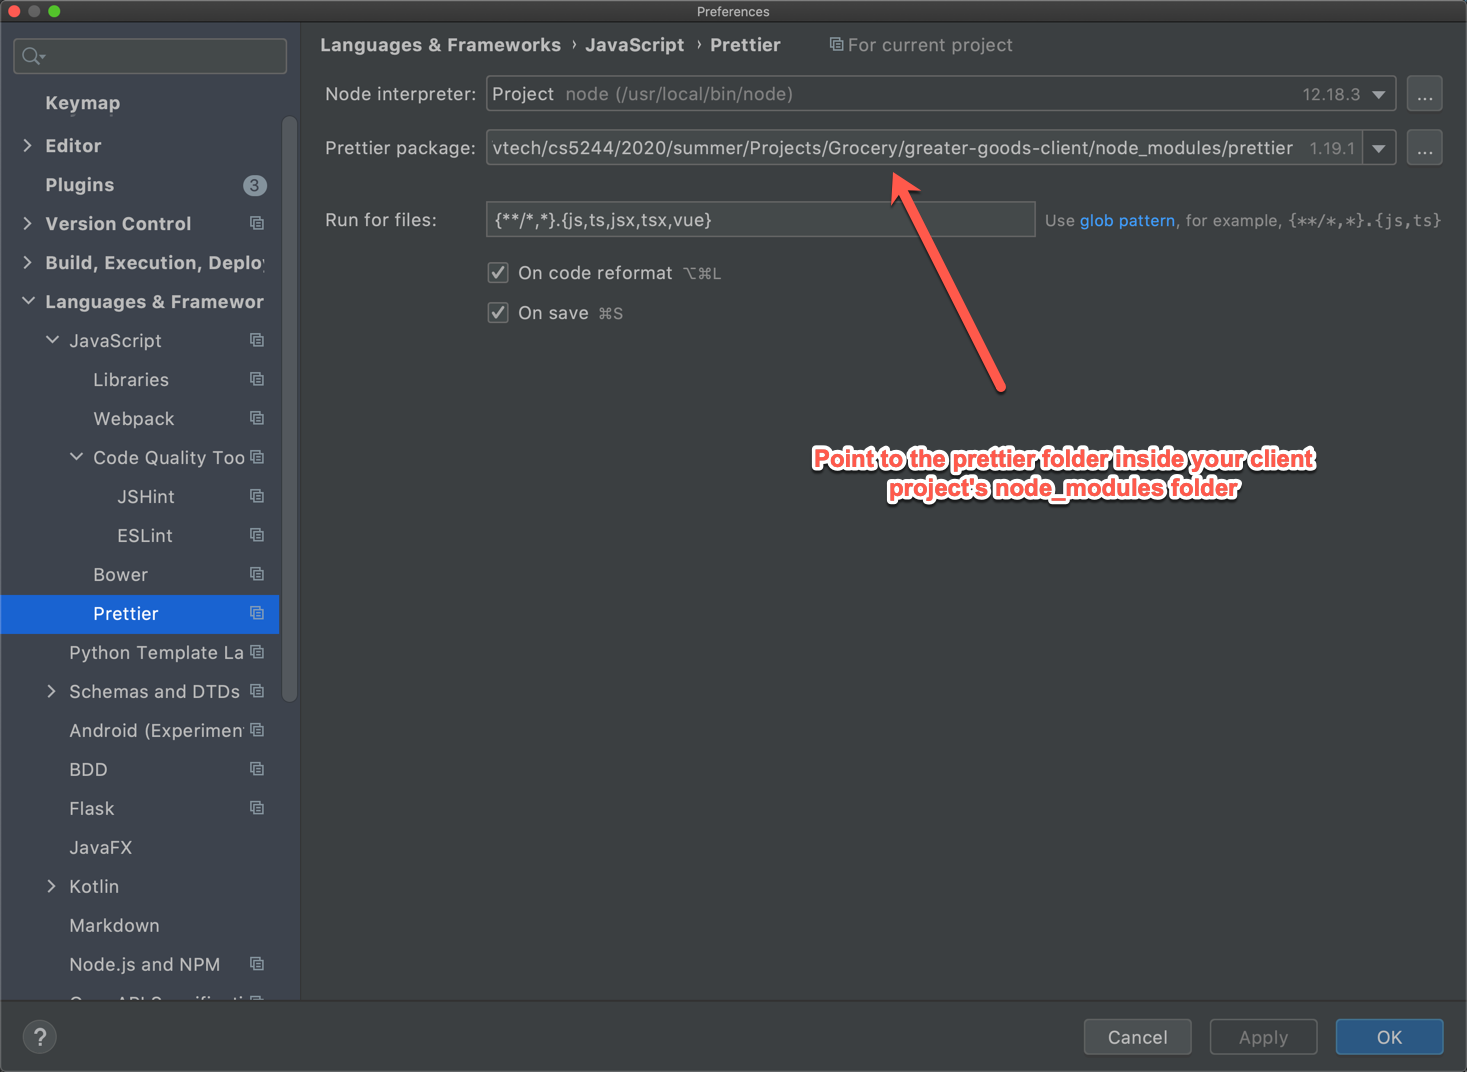 Preferences
Keymap
Editor
Plugins 3
Version Control
Build, Execution, Deploy
Languages & Framewor
JavaScript
Libraries
Webpack
Code Quality Too
JSHint
ESLint
Bower
Prettier
Python Template La
Schemas and DTDs
Android (Experiment
BDD
Flask
JavaFX
Kotlin
Markdown
Node.js and NPM
Languages & Frameworks › JavaScript › Prettier For current project
Node interpreter: Project node (/usr/local/bin/node) 12.18.3 ...
Prettier package: vtech/cs5244/2020/summer/Projects/Grocery/greater-goods-client/node_modules/prettier 1.19.1 ...
Run for files: {**/*,*}.{js,ts,jsx,tsx,vue} Use glob pattern, for example, {**/*,*}.{js,ts}
On code reformat ⌥⌘L
On save ⌘S
Point to the prettier folder inside your client
project's node_modules folder
? Cancel Apply OK